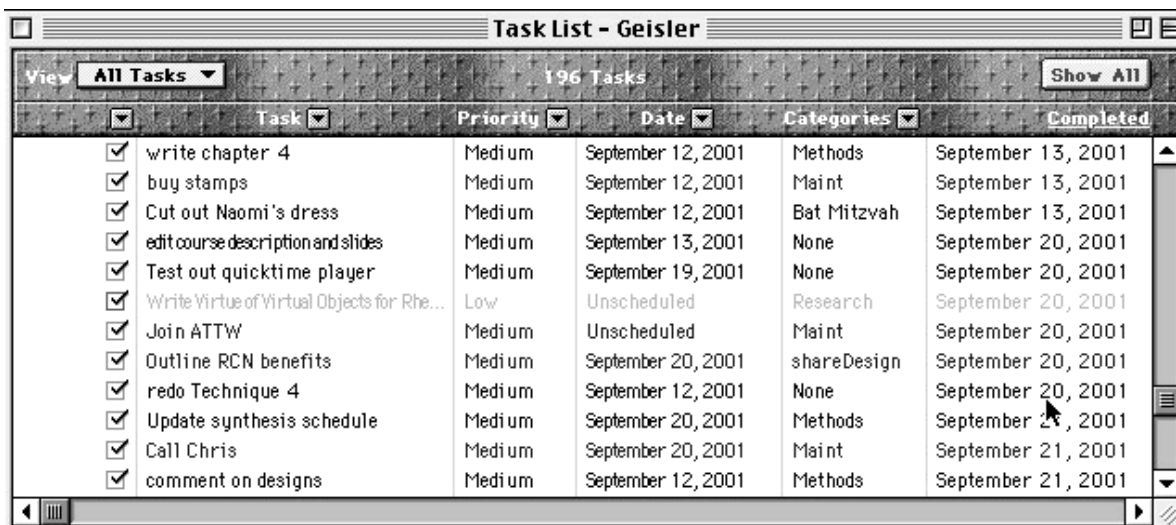 Task List - Geisler
View All Tasks 196 Tasks Show All
Task Priority Date Categories Completed
write chapter 4 Medium September 12, 2001 Methods September 13, 2001
buy stamps Medium September 12, 2001 Maint September 13, 2001
Cut out Naomi's dress Medium September 12, 2001 Bat Mitzvah September 13, 2001
edit course description and slides Medium September 13, 2001 None September 20, 2001
Test out quicktime player Medium September 19, 2001 None September 20, 2001
Write Virtue of Virtual Objects for Rhe... Low Unscheduled Research September 20, 2001
Join ATTW Medium Unscheduled Maint September 20, 2001
Outline RCN benefits Medium September 20, 2001 shareDesign September 20, 2001
redo Technique 4 Medium September 12, 2001 None September 20, 2001
Update synthesis schedule Medium September 20, 2001 Methods September , 2001
Call Chris Medium September 20, 2001 Maint September 21, 2001
comment on designs Medium September 12, 2001 Methods September 21, 2001